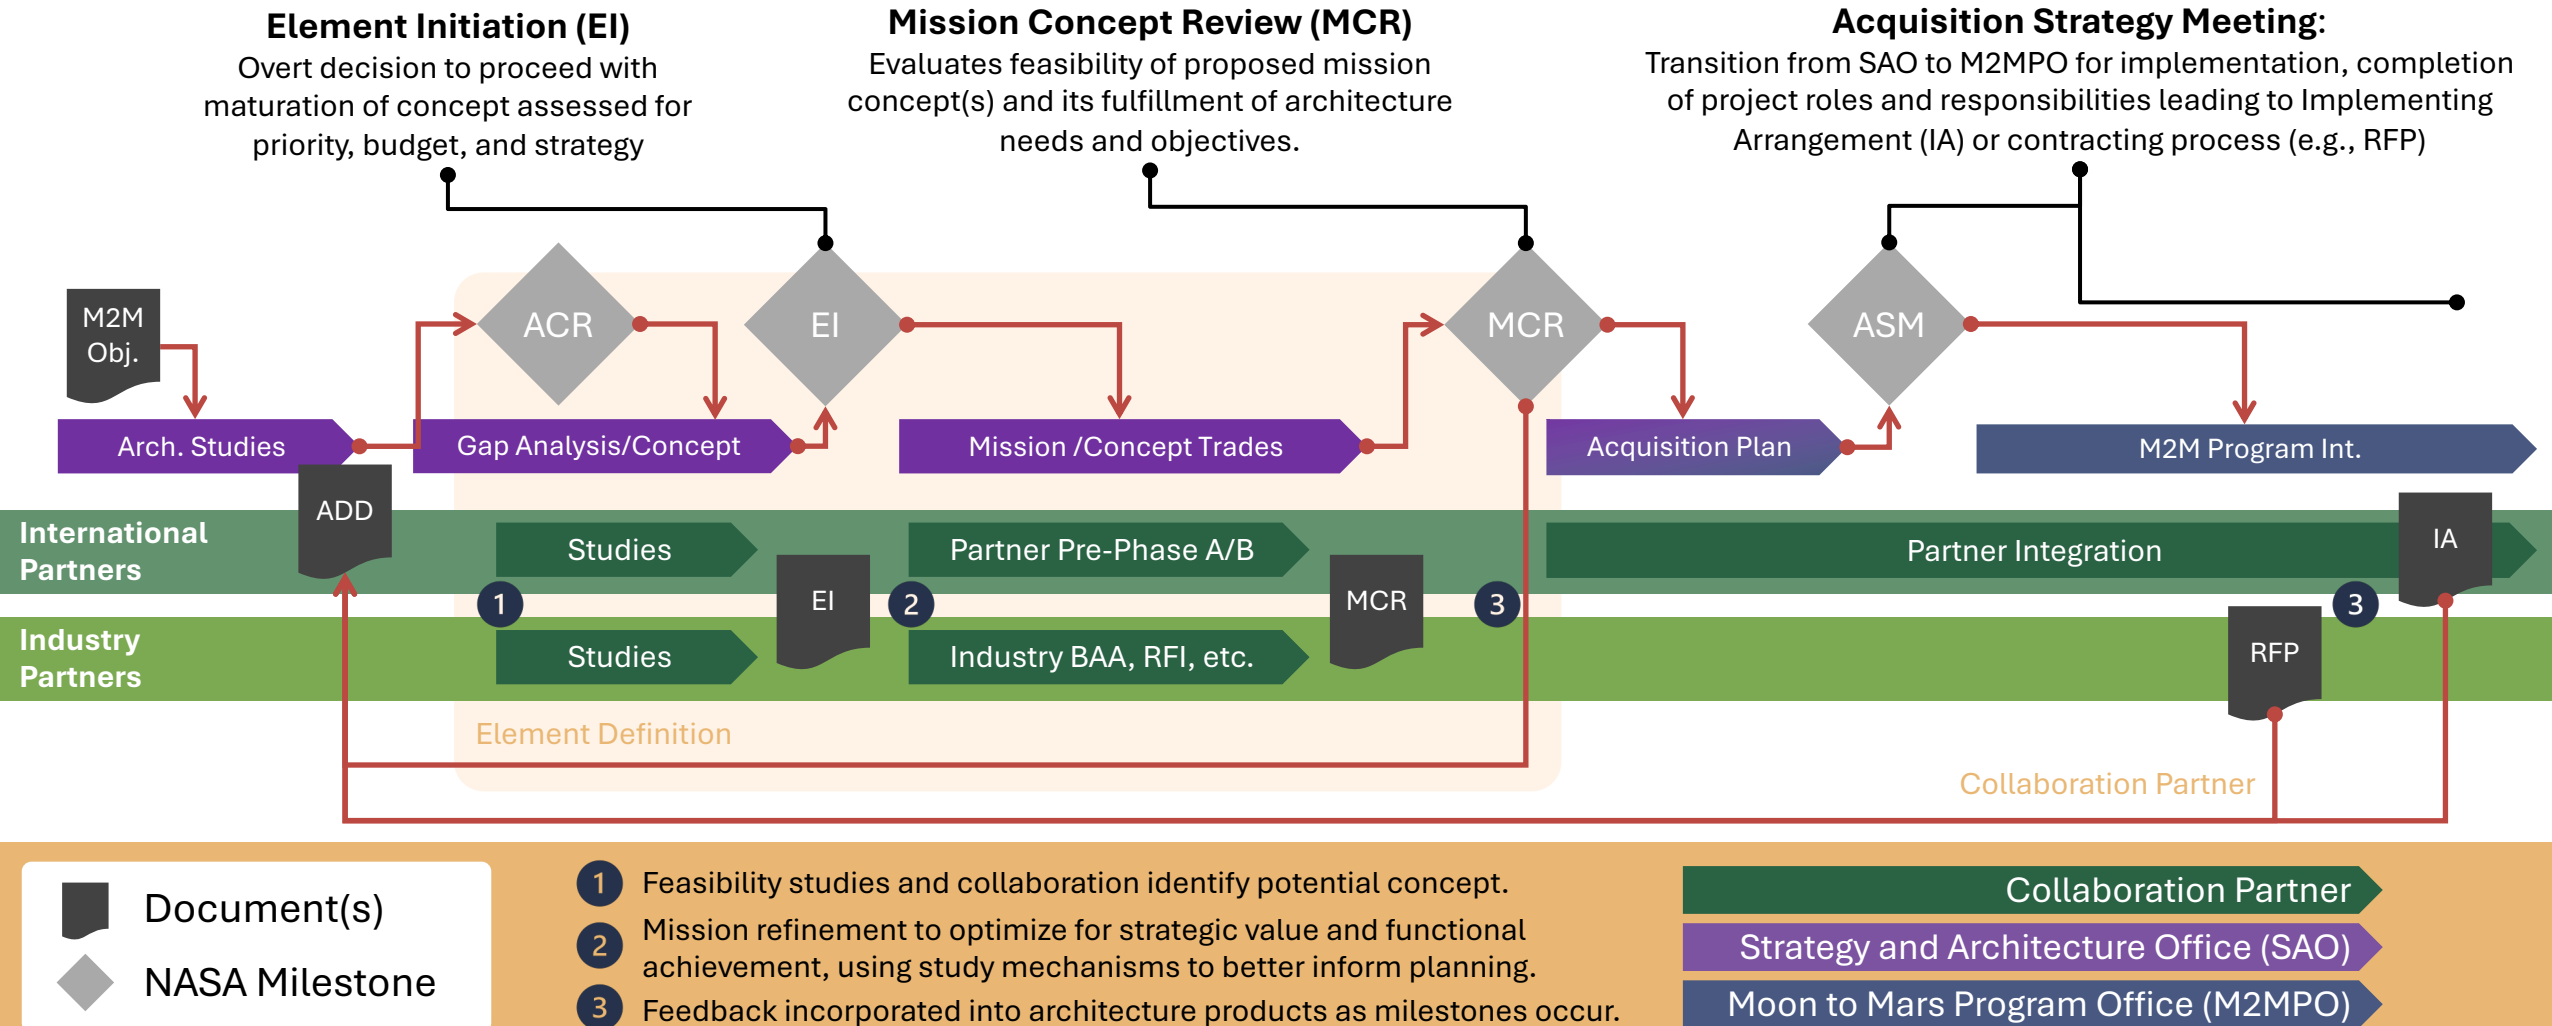 Element Initiation (EI)
Overt decision to proceed with
maturation of concept assessed for
priority, budget, and strategy
Mission Concept Review (MCR)
Evaluates feasibility of proposed mission
concept(s) and its fulfillment of architecture
needs and objectives.
Acquisition Strategy Meeting:
Transition from SAO to M2MPO for implementation, completion
of project roles and responsibilities leading to Implementing
Arrangement (IA) or contracting process (e.g., RFP)
M2M
Obj.
ACR
EI
MCR
ASM
Arch. Studies
Gap Analysis/Concept
Mission /Concept Trades
Acquisition Plan
M2M Program Int.
ADD
International
Partners
Studies
Partner Pre-Phase A/B
Partner Integration
IA
1
EI
2
MCR
3
3
Industry
Partners
Studies
Industry BAA, RFI, etc.
RFP
Element Definition
Collaboration Partner
Document(s)
NASA Milestone
1 Feasibility studies and collaboration identify potential concept.
2 Mission refinement to optimize for strategic value and functional
achievement, using study mechanisms to better inform planning.
3 Feedback incorporated into architecture products as milestones occur.
Collaboration Partner
Strategy and Architecture Office (SAO)
Moon to Mars Program Office (M2MPO)